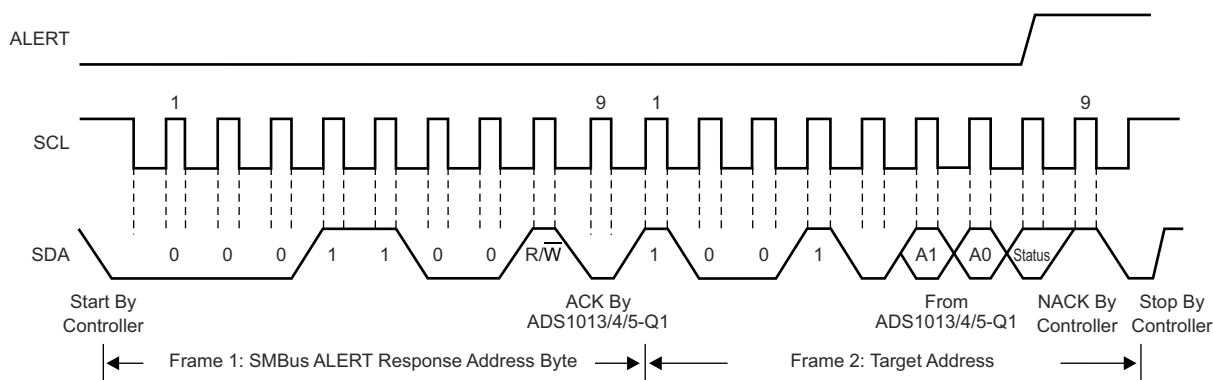 ALERT
1 9 1 9
SCL
SDA 0 0 0 1 1 0 0 R/W 1 0 0 1 A1 A0 Status
Start By
Controller
ACK By
ADS1013/4/5-Q1
From
ADS1013/4/5-Q1
NACK By
Controller
Stop By
Controller
Frame 1: SMBus ALERT Response Address Byte
Frame 2: Target Address